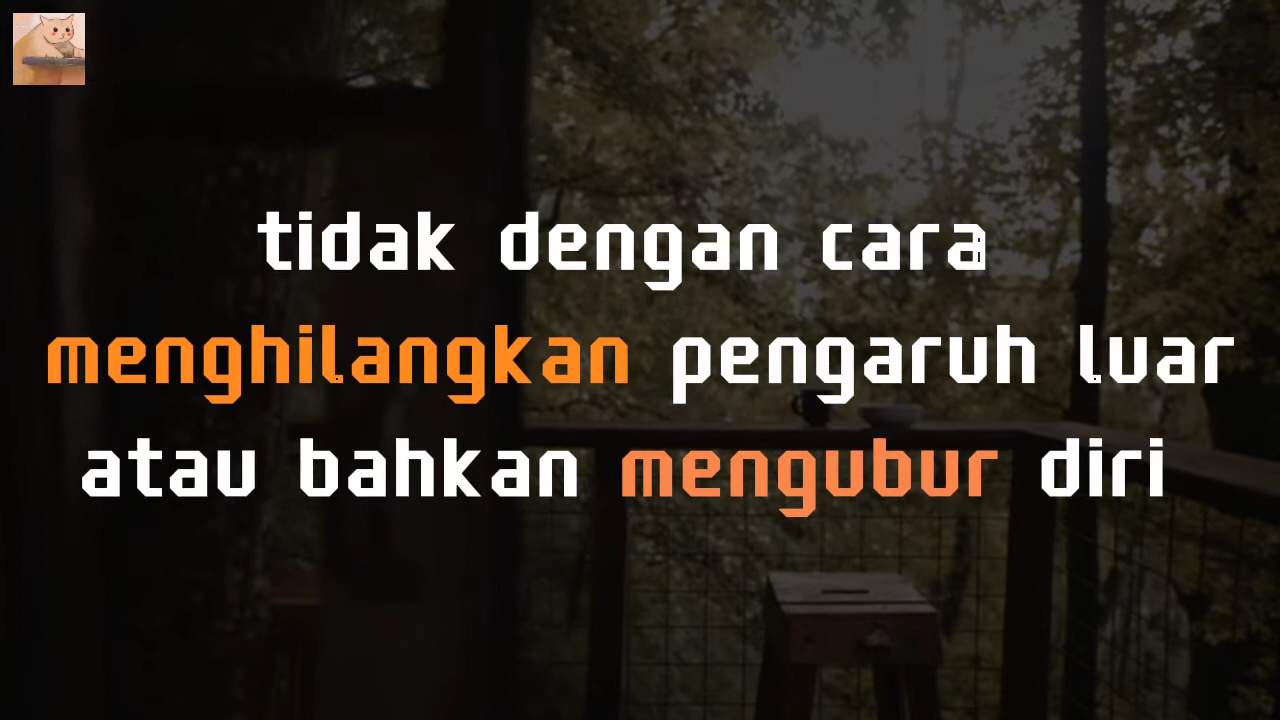 tidak dengan cara
menghilangkan pengaruh luar
atau bahkan mengubur diri